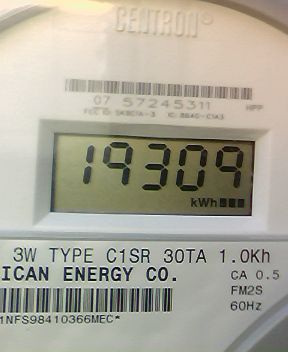 CENTRON®
07 57245311 HPP
19309
kWh
3W TYPE C1SR 30TA 1.0Kh
ICAN ENERGY CO.
CA 0.5
FM2S
60Hz
1NFS98410366MEC*